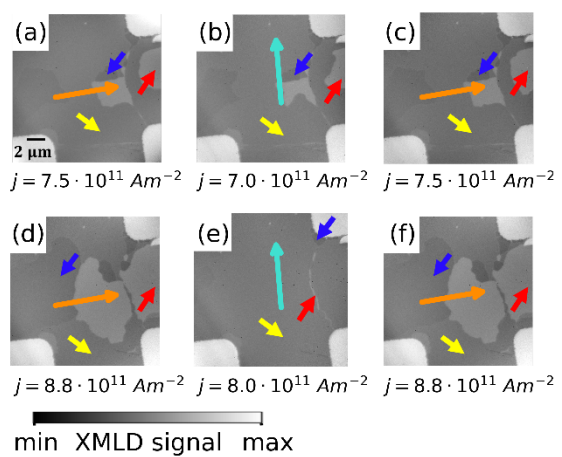 (a) (b) (c)
2 μm
j = 7.5 · 10¹¹ Am⁻² j = 7.0 · 10¹¹ Am⁻² j = 7.5 · 10¹¹ Am⁻²
(d) (e) (f)
j = 8.8 · 10¹¹ Am⁻² j = 8.0 · 10¹¹ Am⁻² j = 8.8 · 10¹¹ Am⁻²
min XMLD signal max